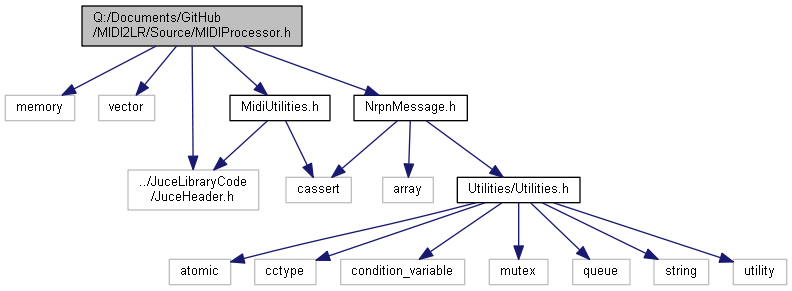 Q:/Documents/GitHub
/MIDI2LR/Source/MIDIProcessor.h
memory
vector
MidiUtilities.h
NrpnMessage.h
../JuceLibraryCode
/JuceHeader.h
cassert
array
Utilities/Utilities.h
atomic
cctype
condition_variable
mutex
queue
string
utility